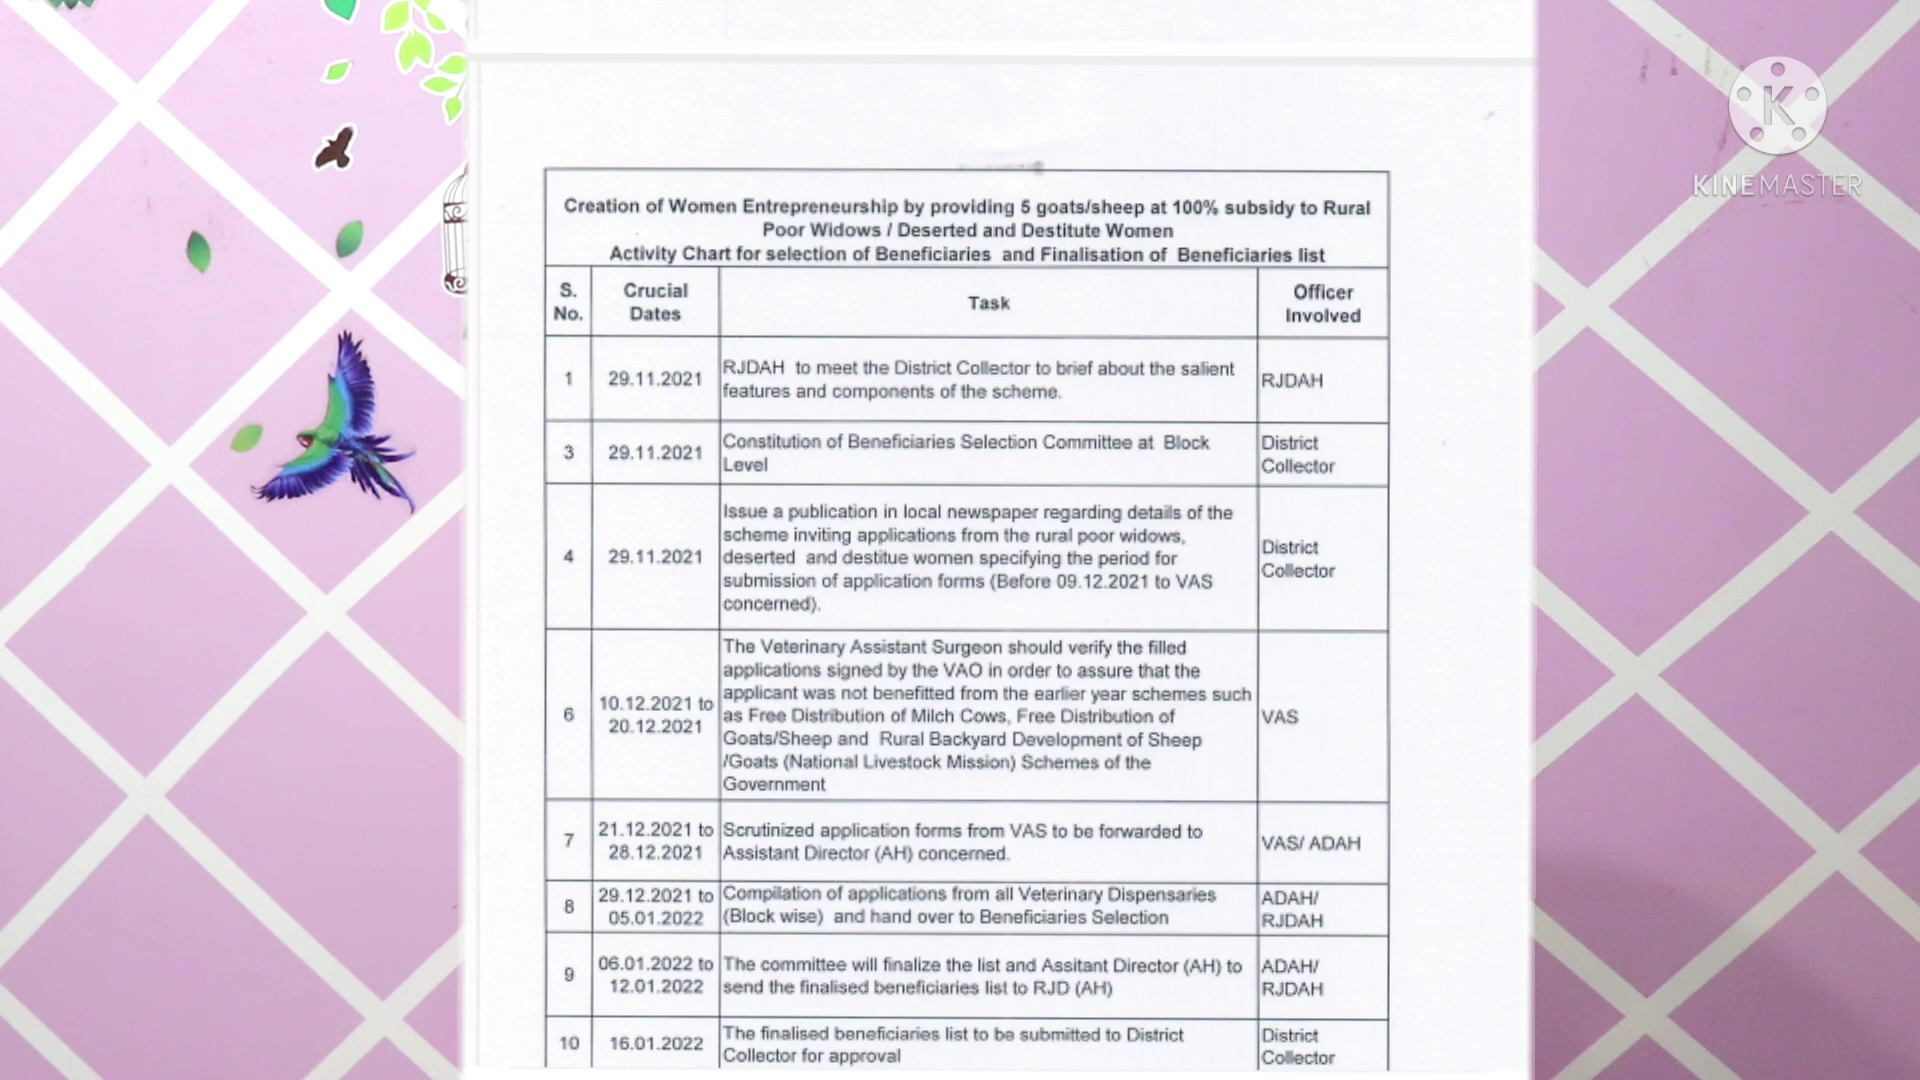 K
KINEMASTER
Creation of Women Entrepreneurship by providing 5 goats/sheep at 100% subsidy to Rural
Poor Widows / Deserted and Destitute Women
Activity Chart for selection of Beneficiaries and Finalisation of Beneficiaries list
S. No.
Crucial Dates
Task
Officer Involved
1
29.11.2021
RJDAH to meet the District Collector to brief about the salient
features and components of the scheme.
RJDAH
3
29.11.2021
Constitution of Beneficiaries Selection Committee at Block
Level
District
Collector
4
29.11.2021
Issue a publication in local newspaper regarding details of the
scheme inviting applications from the rural poor widows,
deserted and destitue women specifying the period for
submission of application forms (Before 09.12.2021 to VAS
concerned).
District
Collector
6
10.12.2021 to
20.12.2021
The Veterinary Assistant Surgeon should verify the filled
applications signed by the VAO in order to assure that the
applicant was not benefitted from the earlier year schemes such
as Free Distribution of Milch Cows, Free Distribution of
Goats/Sheep and Rural Backyard Development of Sheep
/Goats (National Livestock Mission) Schemes of the
Government
VAS
7
21.12.2021 to
28.12.2021
Scrutinized application forms from VAS to be forwarded to
Assistant Director (AH) concerned.
VAS/ ADAH
8
29.12.2021 to
05.01.2022
Compilation of applications from all Veterinary Dispensaries
(Block wise) and hand over to Beneficiaries Selection
ADAH/
RJDAH
9
06.01.2022 to
12.01.2022
The committee will finalize the list and Assitant Director (AH) to
send the finalised beneficiaries list to RJD (AH)
ADAH/
RJDAH
10
16.01.2022
The finalised beneficiaries list to be submitted to District
Collector for approval
District
Collector